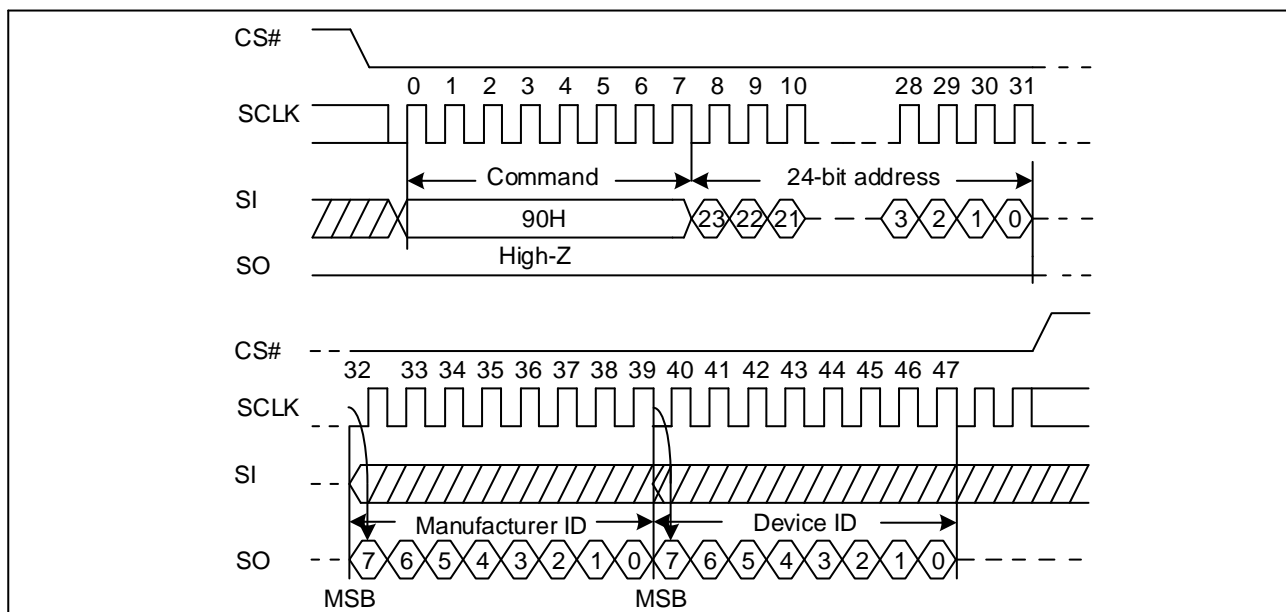 CS#
0 1 2 3 4 5 6 7 8 9 10 28 29 30 31
SCLK
Command 24-bit address
SI
90H 23 22 21 3 2 1 0
High-Z
SO
CS#
32 33 34 35 36 37 38 39 40 41 42 43 44 45 46 47
SCLK
SI
Manufacturer ID Device ID
SO 7 6 5 4 3 2 1 0 7 6 5 4 3 2 1 0
MSB MSB